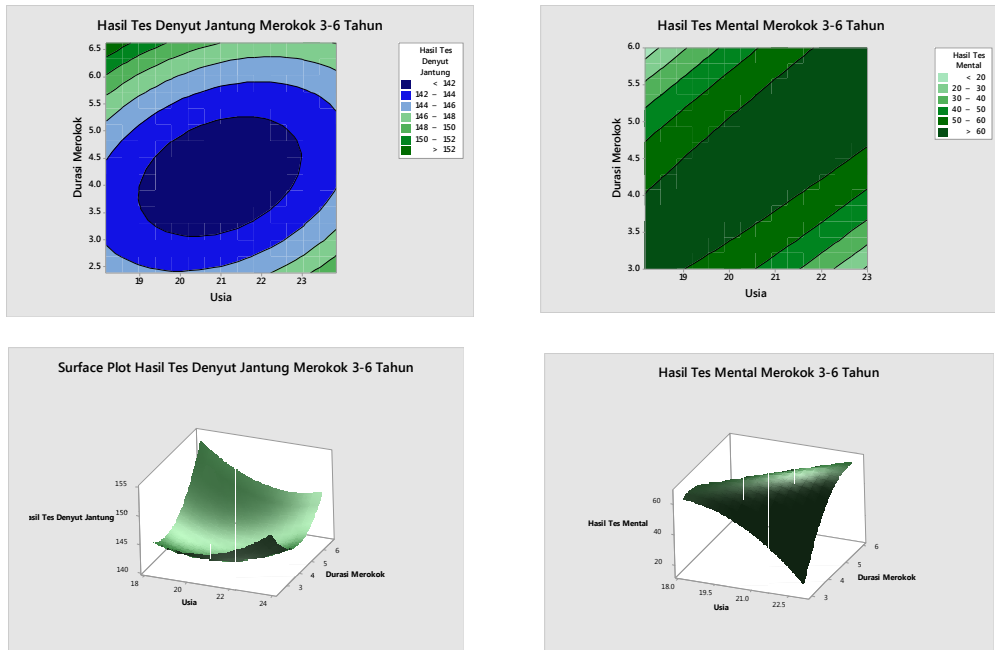 Hasil Tes Denyut Jantung Merokok 3-6 Tahun
Durasi Merokok
6.5
6.0
5.5
5.0
4.5
4.0
3.5
3.0
2.5
19 20 21 22 23
Usia
Hasil Tes
Denyut
Jantung
< 142
142 – 144
144 – 146
146 – 148
148 – 150
150 – 152
> 152
Hasil Tes Mental Merokok 3-6 Tahun
Durasi Merokok
6.0
5.5
5.0
4.5
4.0
3.5
3.0
19 20 21 22 23
Usia
Hasil Tes
Mental
< 20
20 – 30
30 – 40
40 – 50
50 – 60
> 60
Surface Plot Hasil Tes Denyut Jantung Merokok 3-6 Tahun
155
150
145
140
asil Tes Denyut Jantung
18 20 22 24
Usia
3 4 5 6
Durasi Merokok
Hasil Tes Mental Merokok 3-6 Tahun
60
40
20
Hasil Tes Mental
18.0 19.5 21.0 22.5
Usia
3 4 5 6
Durasi Merokok